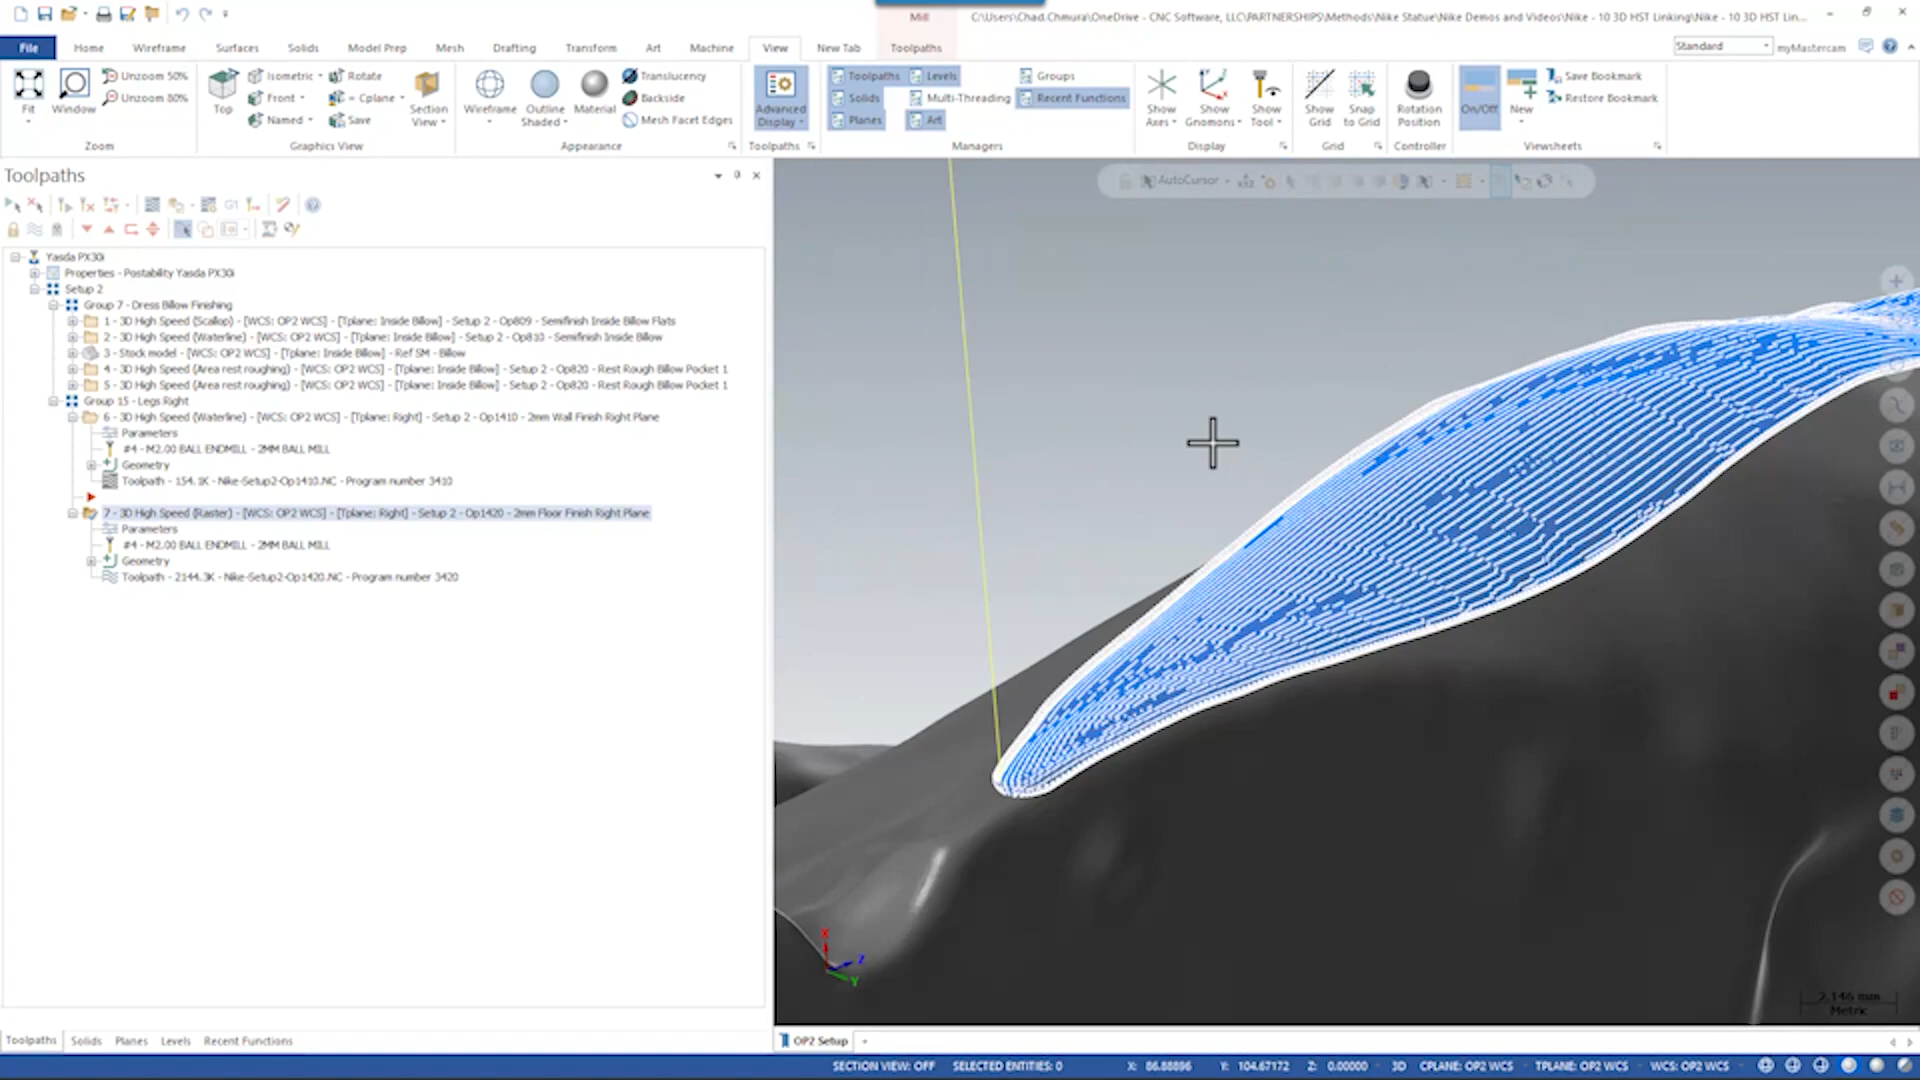 Mill
C:\Users\Chad.Chmura\OneDrive - CNC Software, LLC\PARTNERSHIPS\Methods\Nike Statue\Nike Demos and Videos\Nike - 10 3D HST Linking\Nike - 10 3D HST Lin...
File Home Wireframe Surfaces Solids Model Prep Mesh Drafting Transform Art Machine View New Tab Toolpaths Standard myMastercam
Fit Window Unzoom 50% Unzoom 80%
Zoom
Top Isometric Front Named Rotate = Cplane Save Section View
Graphics View
Wireframe Outline Shaded Material Translucency Backside Mesh Facet Edges
Appearance
Advanced Display
Toolpaths
Toolpaths Levels Groups
Solids Multi-Threading Recent Functions
Planes Art
Managers
Show Axes Show Gnomons Show Tool
Display
Show Grid Snap to Grid
Grid
Rotation Position
Controller
On/Off New Save Bookmark Restore Bookmark
Viewsheets
Toolpaths
AutoCursor
G1
Yasda PX30i
Properties - Postability Yasda PX30i
Setup 2
Group 7 - Dress Billow Finishing
1 - 3D High Speed (Scallop) - [WCS: OP2 WCS] - [Tplane: Inside Billow] - Setup 2 - Op809 - Semifinish Inside Billow Flats
2 - 3D High Speed (Waterline) - [WCS: OP2 WCS] - [Tplane: Inside Billow] - Setup 2 - Op810 - Semifinish Inside Billow
3 - Stock model - [WCS: OP2 WCS] - [Tplane: Inside Billow] - Ref SM - Billow
4 - 3D High Speed (Area rest roughing) - [WCS: OP2 WCS] - [Tplane: Inside Billow] - Setup 2 - Op820 - Rest Rough Billow Pocket 1
5 - 3D High Speed (Area rest roughing) - [WCS: OP2 WCS] - [Tplane: Inside Billow] - Setup 2 - Op820 - Rest Rough Billow Pocket 1
Group 15 - Legs Right
6 - 3D High Speed (Waterline) - [WCS: OP2 WCS] - [Tplane: Right] - Setup 2 - Op1410 - 2mm Wall Finish Right Plane
Parameters
#4 - M2.00 BALL ENDMILL - 2MM BALL MILL
Geometry
Toolpath - 154.1K - Nike-Setup2-Op1410.NC - Program number 3410
7 - 3D High Speed (Raster) - [WCS: OP2 WCS] - [Tplane: Right] - Setup 2 - Op1420 - 2mm Floor Finish Right Plane
Parameters
#4 - M2.00 BALL ENDMILL - 2MM BALL MILL
Geometry
Toolpath - 2144.3K - Nike-Setup2-Op1420.NC - Program number 3420
X
Z
Y
2.146 mm
Metric
Toolpaths Solids Planes Levels Recent Functions
OP2 Setup
SECTION VIEW: OFF SELECTED ENTITIES: 0 X: 86.88896 Y: 104.67172 Z: 0.00000 3D CPLANE: OP2 WCS TPLANE: OP2 WCS WCS: OP2 WCS